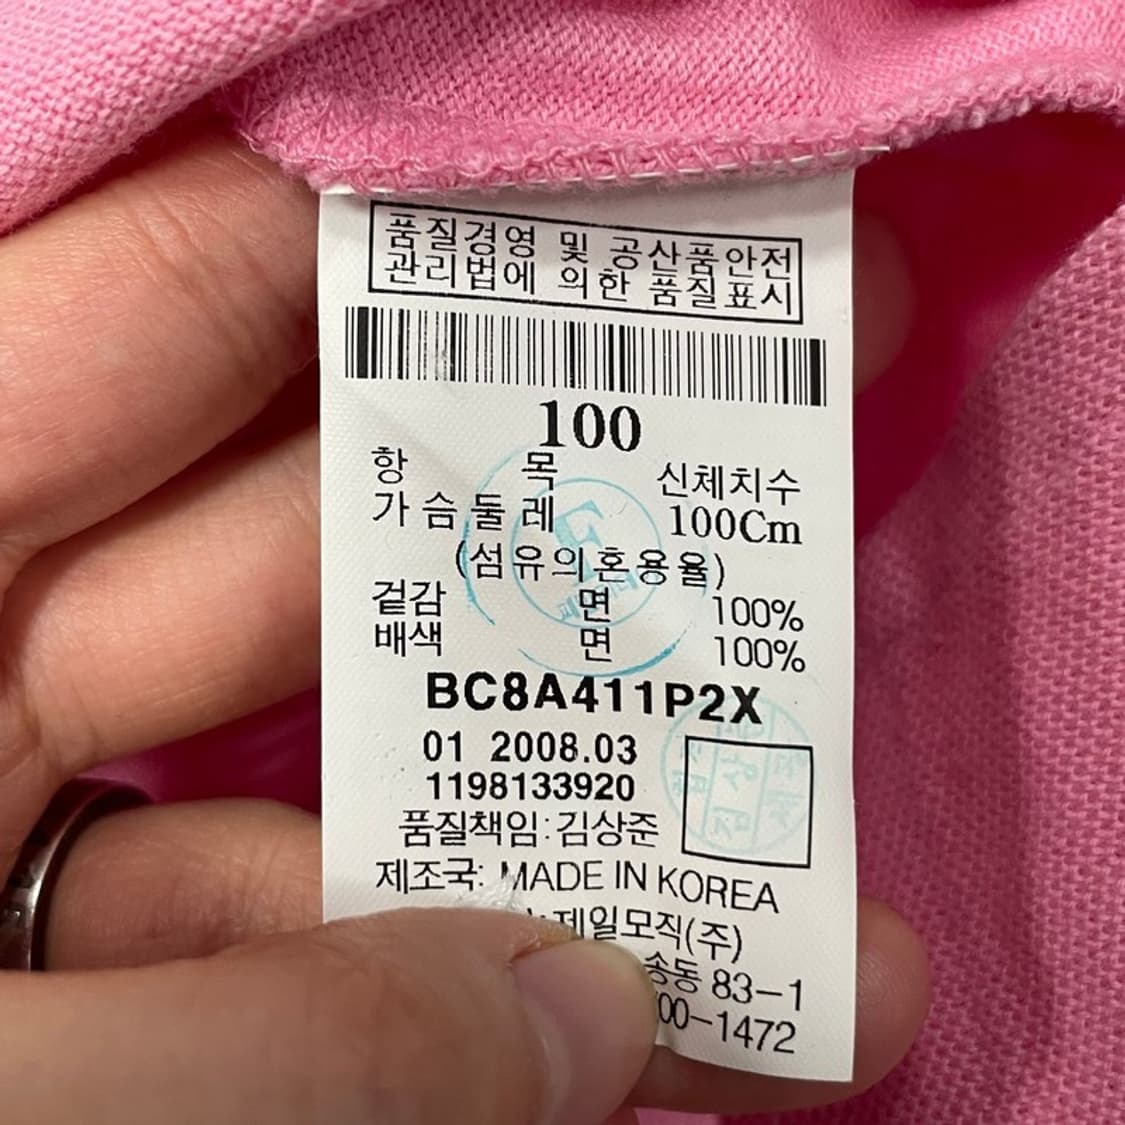 품질경영 및 공산품안전
관리법에 의한 품질표시
100
항 목 신체치수
가슴둘레 100Cm
(섬유의혼용율)
겉감 면 100%
배색 면 100%
BC8A411P2X
01 2008.03
1198133920
품질책임:김상준
제조국: MADE IN KOREA
제일모직(주)
83-1
00-1472